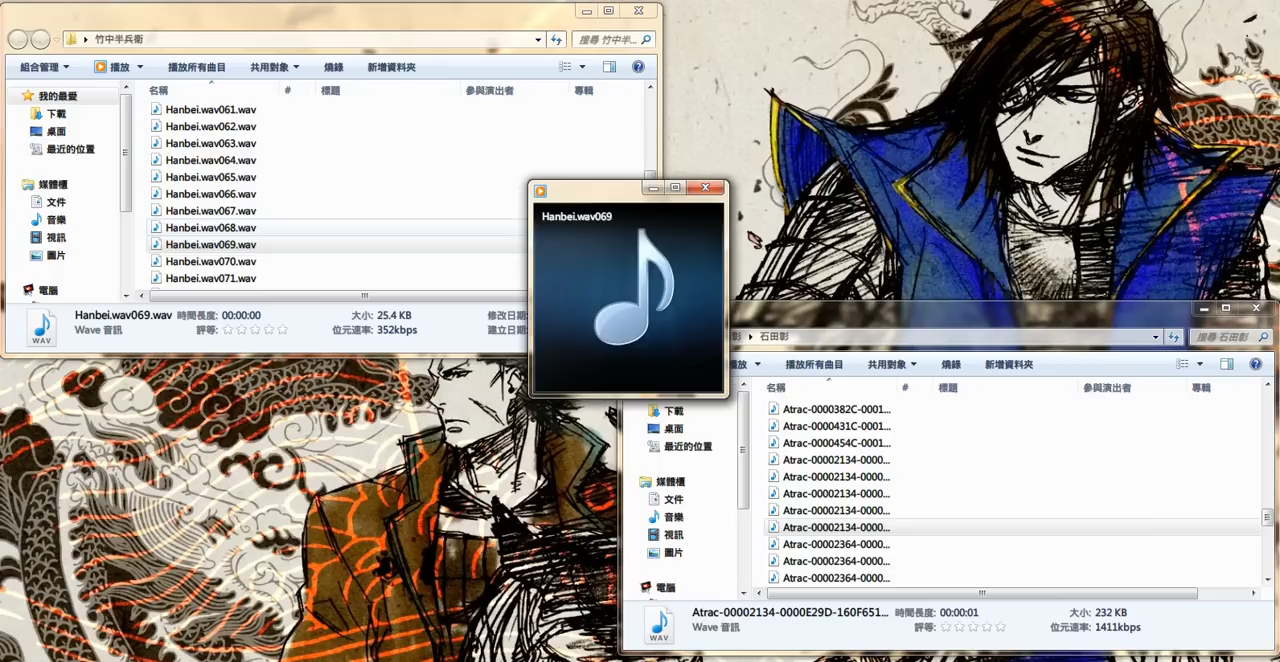 竹中半兵衛
搜尋 竹中半...
組合管理 播放 播放所有曲目 共用對象 燒錄 新增資料夾
我的最愛
下載
桌面
最近的位置
媒體櫃
文件
音樂
視訊
圖片
電腦
名稱 # 標題 參與演出者 專輯
Hanbei.wav061.wav
Hanbei.wav062.wav
Hanbei.wav063.wav
Hanbei.wav064.wav
Hanbei.wav065.wav
Hanbei.wav066.wav
Hanbei.wav067.wav
Hanbei.wav068.wav
Hanbei.wav069.wav
Hanbei.wav070.wav
Hanbei.wav071.wav
Hanbei.wav069.wav 時間長度: 00:00:00 大小: 25.4 KB 修改日期:
Wave 音訊 評等: 位元速率: 352kbps 建立日期:
WAV
Hanbei.wav069
彰 石田彰
搜尋 石田彰
播放 播放所有曲目 共用對象 燒錄 新增資料夾
下載
桌面
最近的位置
媒體櫃
文件
音樂
視訊
圖片
電腦
名稱 # 標題 參與演出者 專輯
Atrac-0000382C-0001...
Atrac-0000431C-0001...
Atrac-0000454C-0001...
Atrac-00002134-0000...
Atrac-00002134-0000...
Atrac-00002134-0000...
Atrac-00002134-0000...
Atrac-00002134-0000...
Atrac-00002364-0000...
Atrac-00002364-0000...
Atrac-00002364-0000...
Atrac-00002134-0000E29D-160F651... 時間長度: 00:00:01 大小: 232 KB
Wave 音訊 評等: 位元速率: 1411kbps
WAV